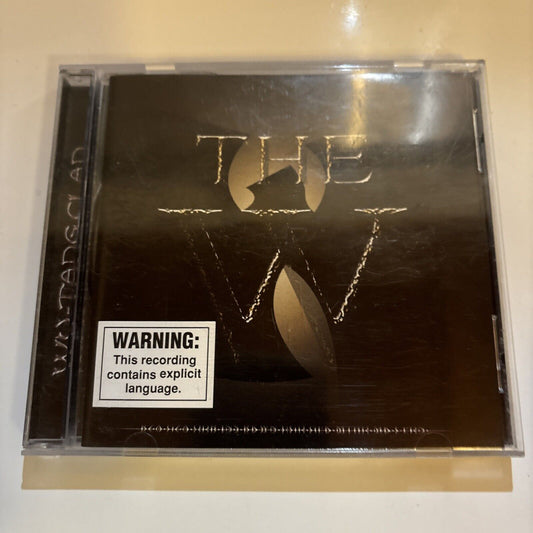 WU-TANG CLAN
THE
W
WARNING:
This recording
contains explicit
language.